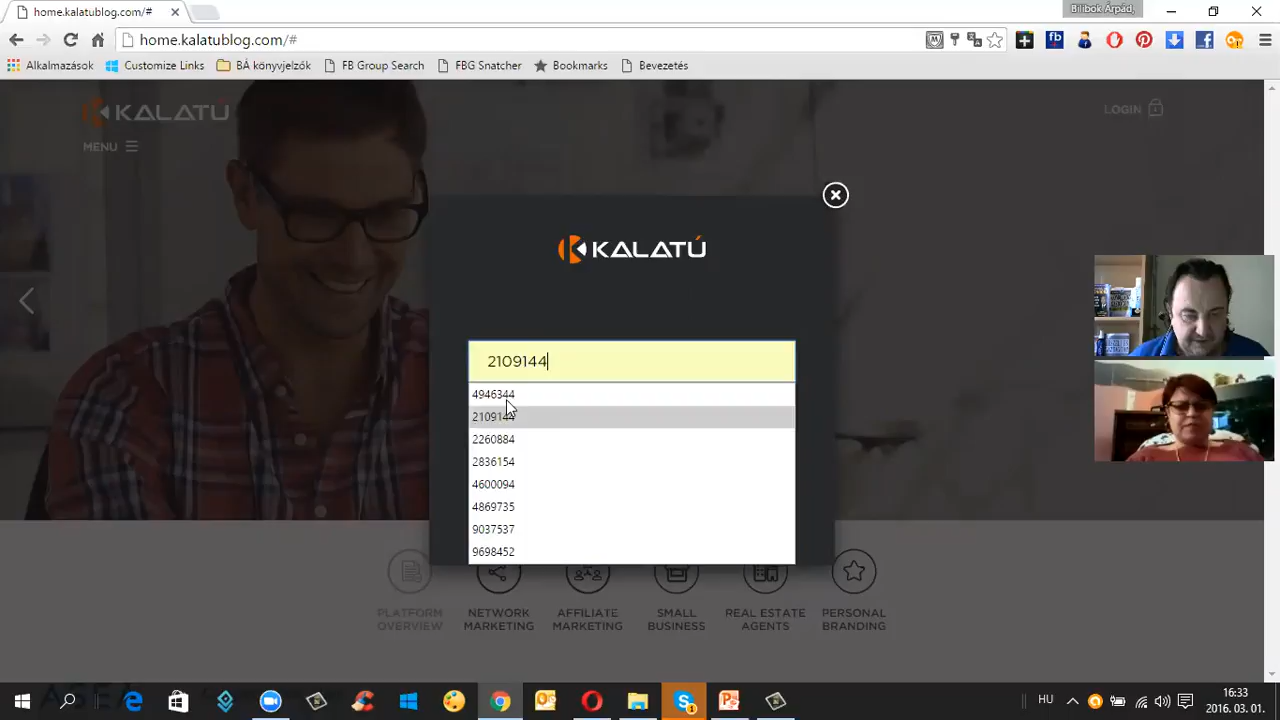 home.kalatublog.com/#
Bilibok Árpád,
home.kalatublog.com/#
Alkalmazások Customize Links BÁ könyvjelzők FB Group Search FBG Snatcher Bookmarks Bevezetés
KALATÚ
LOGIN
MENU
KALATÚ
2109144
4946344
2109144
2260884
2836154
4600094
4869735
9037537
9698452
PLATFORM OVERVIEW
NETWORK MARKETING
AFFILIATE MARKETING
SMALL BUSINESS
REAL ESTATE AGENTS
PERSONAL BRANDING
HU
16:33
2016. 03. 01.